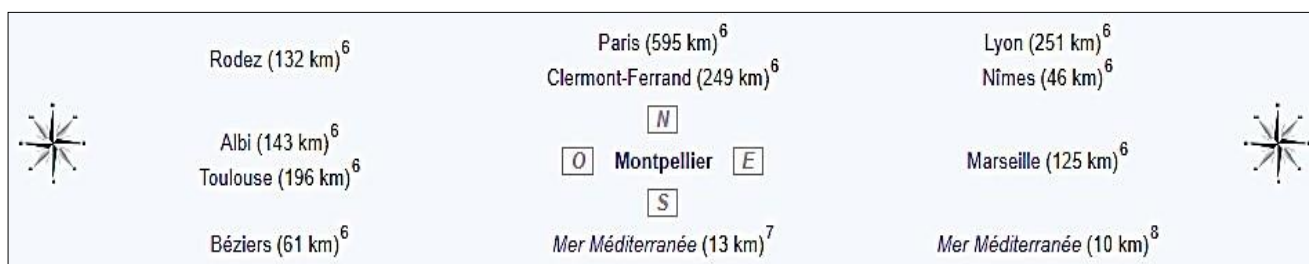 Rodez (132 km)⁶
Paris (595 km)⁶
Clermont-Ferrand (249 km)⁶
Lyon (251 km)⁶
Nîmes (46 km)⁶
N
Albi (143 km)⁶
Toulouse (196 km)⁶
O Montpellier E
Marseille (125 km)⁶
S
Béziers (61 km)⁶
Mer Méditerranée (13 km)⁷
Mer Méditerranée (10 km)⁸